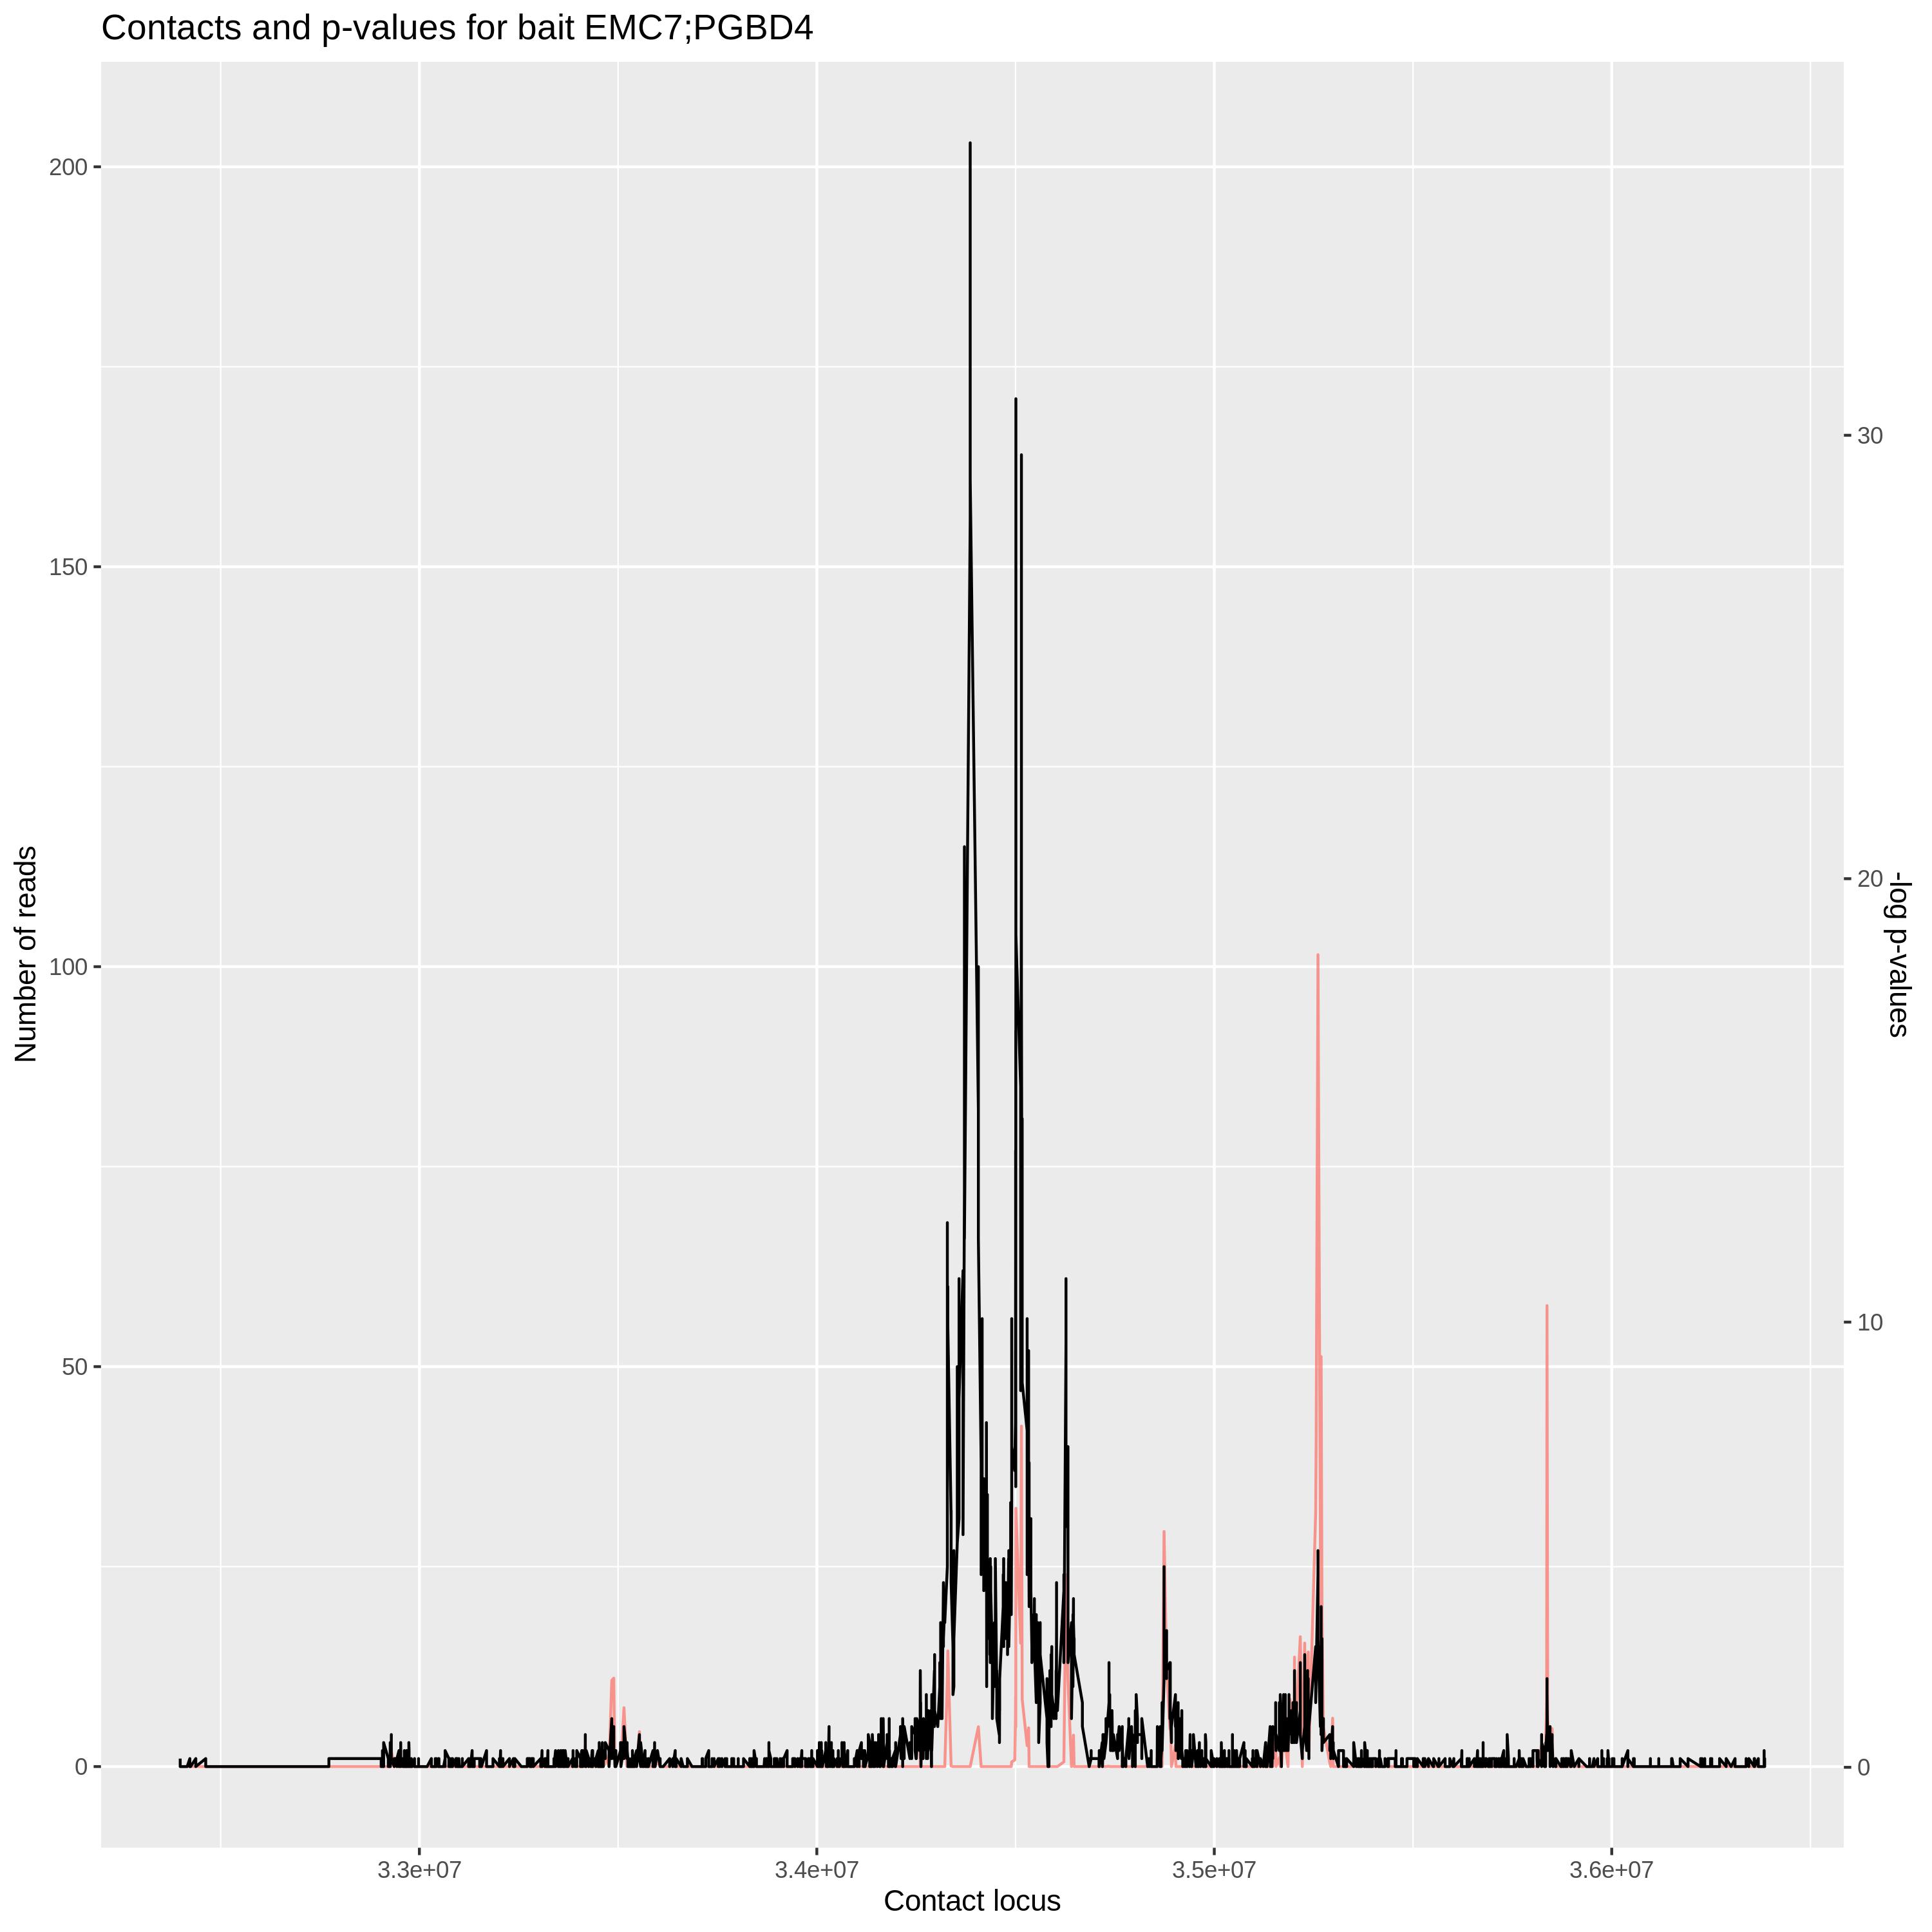 Contacts and p-values for bait EMC7;PGBD4
200
150
100
50
0
Number of reads
30
20
10
0
-log p-values
3.3e+07
3.4e+07
3.5e+07
3.6e+07
Contact locus